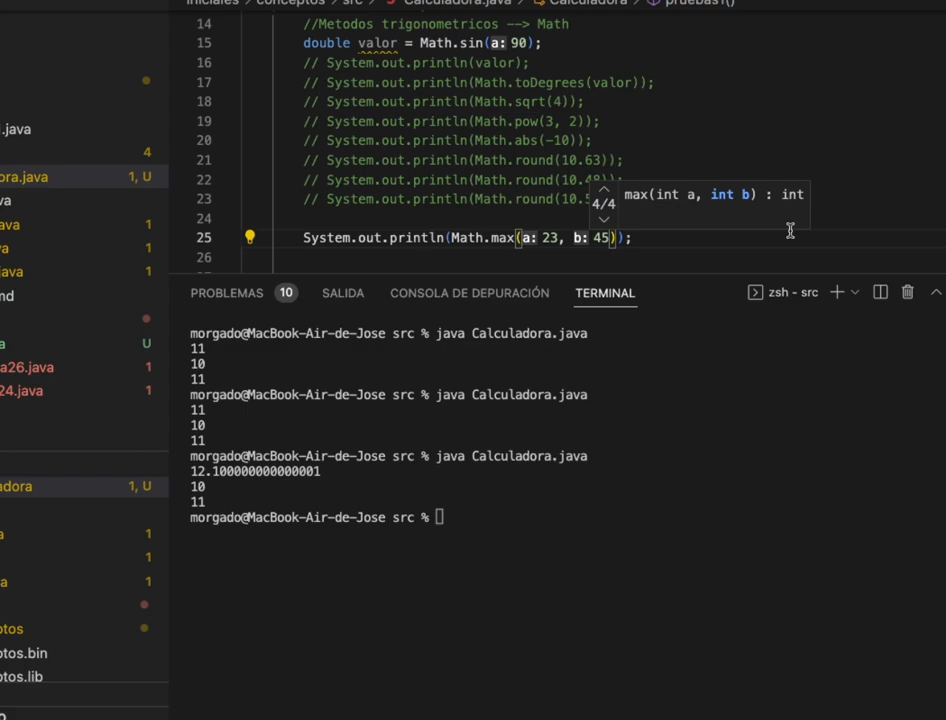 iniciales > conceptos > src > Calculadora.java > Calculadora > pruebas1()
14 //Metodos trigonometricos --> Math
15 double valor = Math.sin(a: 90);
16 // System.out.println(valor);
17 // System.out.println(Math.toDegrees(valor));
18 // System.out.println(Math.sqrt(4));
19 // System.out.println(Math.pow(3, 2));
20 // System.out.println(Math.abs(-10));
21 // System.out.println(Math.round(10.63));
22 // System.out.println(Math.round(10.48));
23 // System.out.println(Math.round(10.5
4/4 max(int a, int b) : int
24
25 System.out.println(Math.max(a: 23, b: 45));
26
.java
4
ora.java 1, U
va
ava 1
a 1
java 1
md
a U
a26.java 1
24.java 1
adora 1, U
a 1
1
a 1
otos
otos.bin
otos.lib
o
PROBLEMAS 10 SALIDA CONSOLA DE DEPURACIÓN TERMINAL zsh - src
morgado@MacBook-Air-de-Jose src % java Calculadora.java
11
10
11
morgado@MacBook-Air-de-Jose src % java Calculadora.java
11
10
11
morgado@MacBook-Air-de-Jose src % java Calculadora.java
12.100000000000001
10
11
morgado@MacBook-Air-de-Jose src %